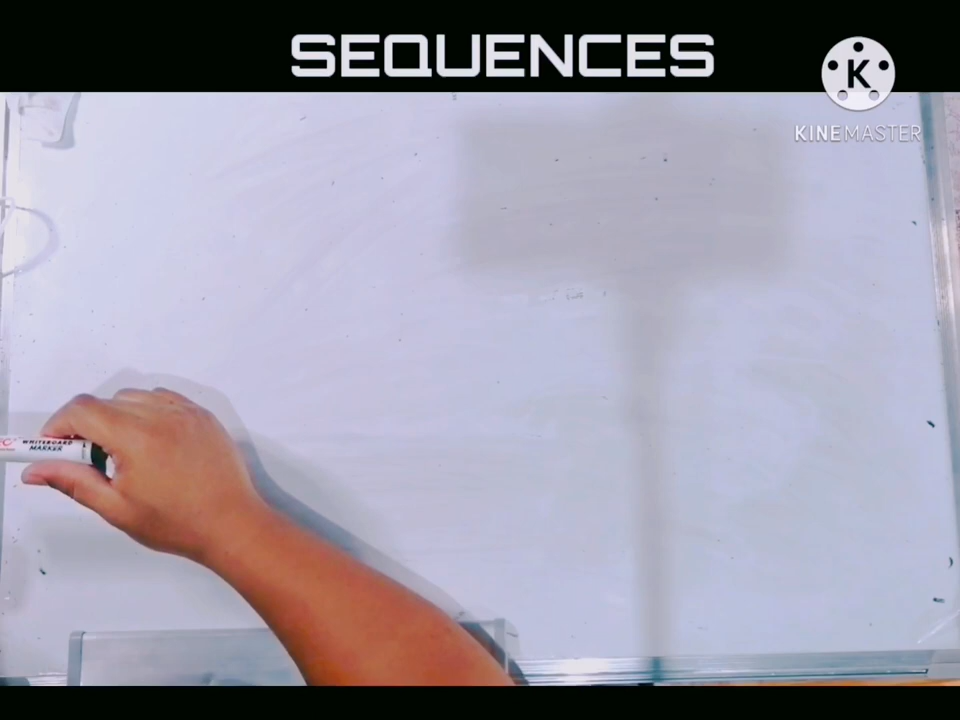 SEQUENCES
K
KINEMASTER
WHITEBOARD
MARKER